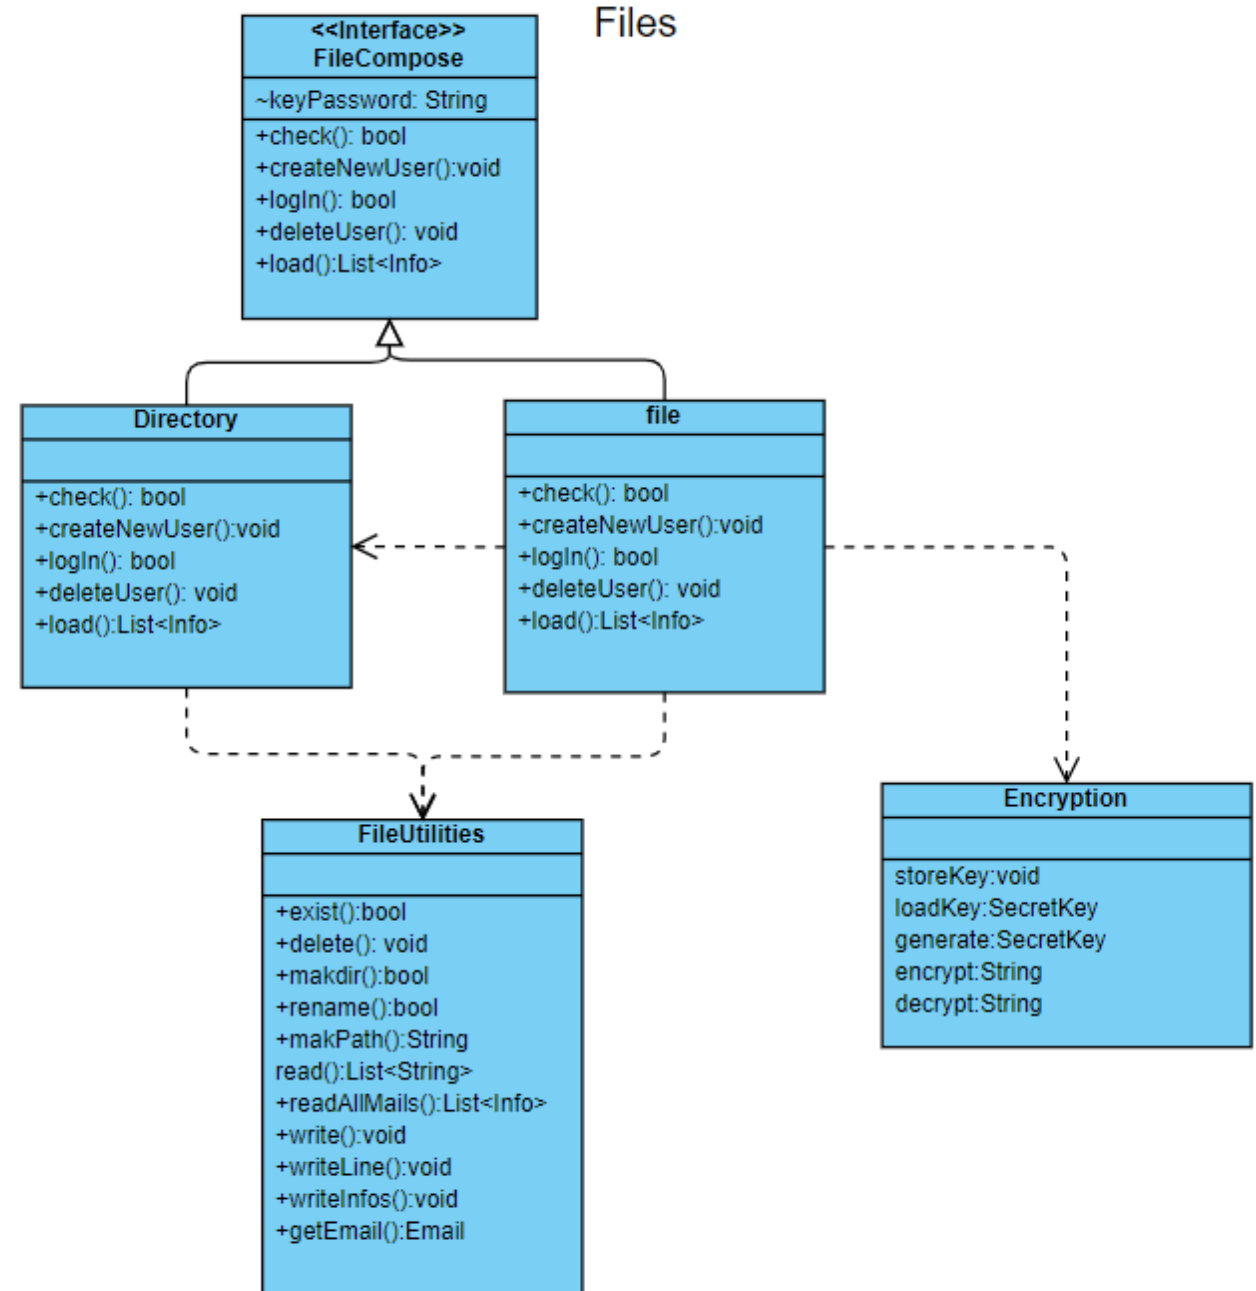 Files
<<Interface>>
FileCompose
~keyPassword: String
+check(): bool
+createNewUser():void
+logIn(): bool
+deleteUser(): void
+load():List<Info>
Directory
+check(): bool
+createNewUser():void
+logIn(): bool
+deleteUser(): void
+load():List<Info>
file
+check(): bool
+createNewUser():void
+logIn(): bool
+deleteUser(): void
+load():List<Info>
FileUtilities
+exist():bool
+delete(): void
+makdir():bool
+rename():bool
+makPath():String
read():List<String>
+readAllMails():List<Info>
+write():void
+writeLine():void
+writeInfos():void
+getEmail():Email
Encryption
storeKey:void
loadKey:SecretKey
generate:SecretKey
encrypt:String
decrypt:String